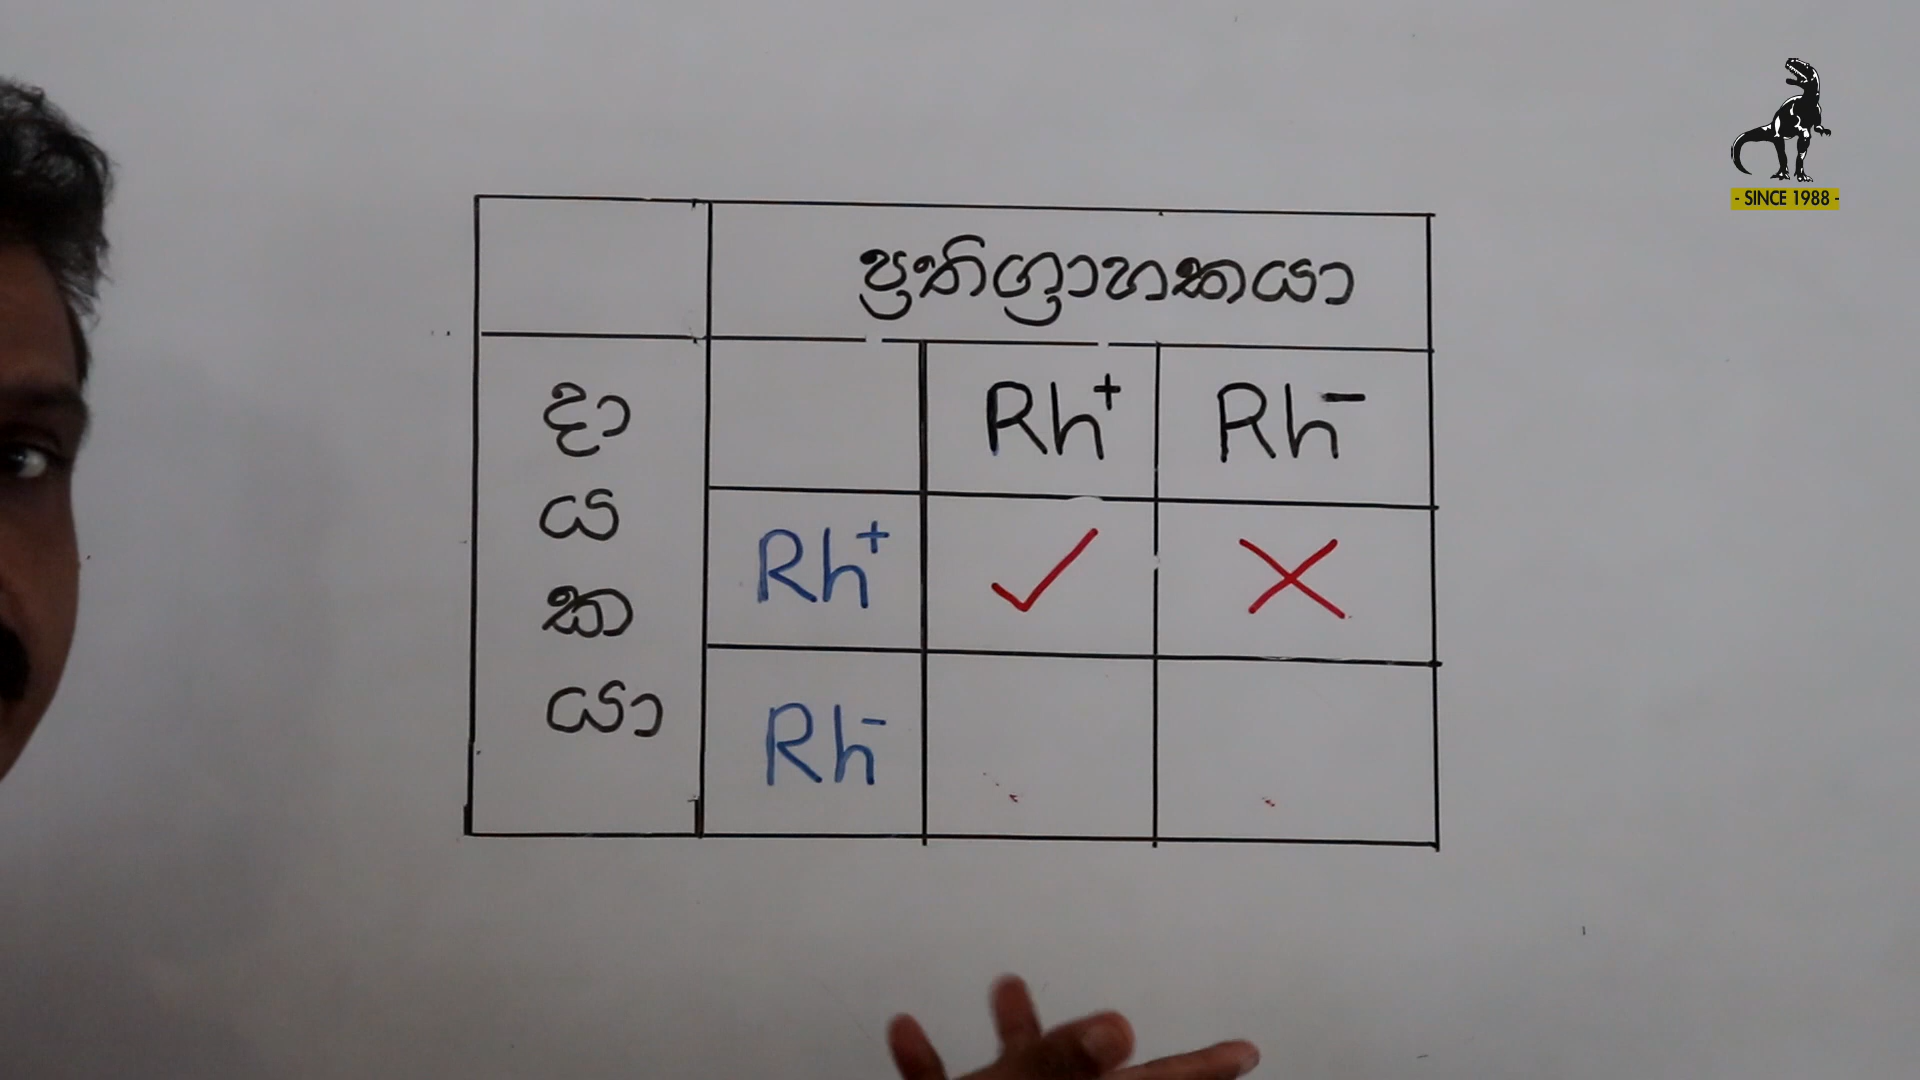 - SINCE 1988 -
ප්‍රතිග්‍රාහකයා
දා
ය
ක
යා
Rh+ Rh-
Rh+ ✓ ✗
Rh-